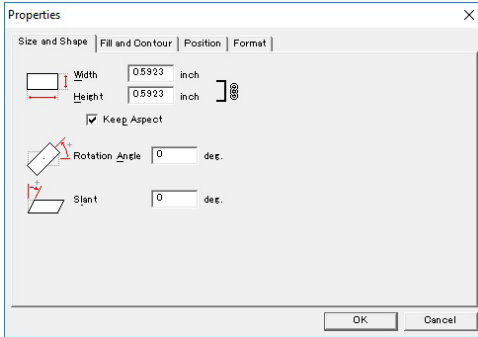 Properties
Size and Shape Fill and Contour Position Format
Width 0.5923 inch
Height 0.5923 inch
Keep Aspect
Rotation Angle 0 deg.
Slant 0 deg.
OK Cancel